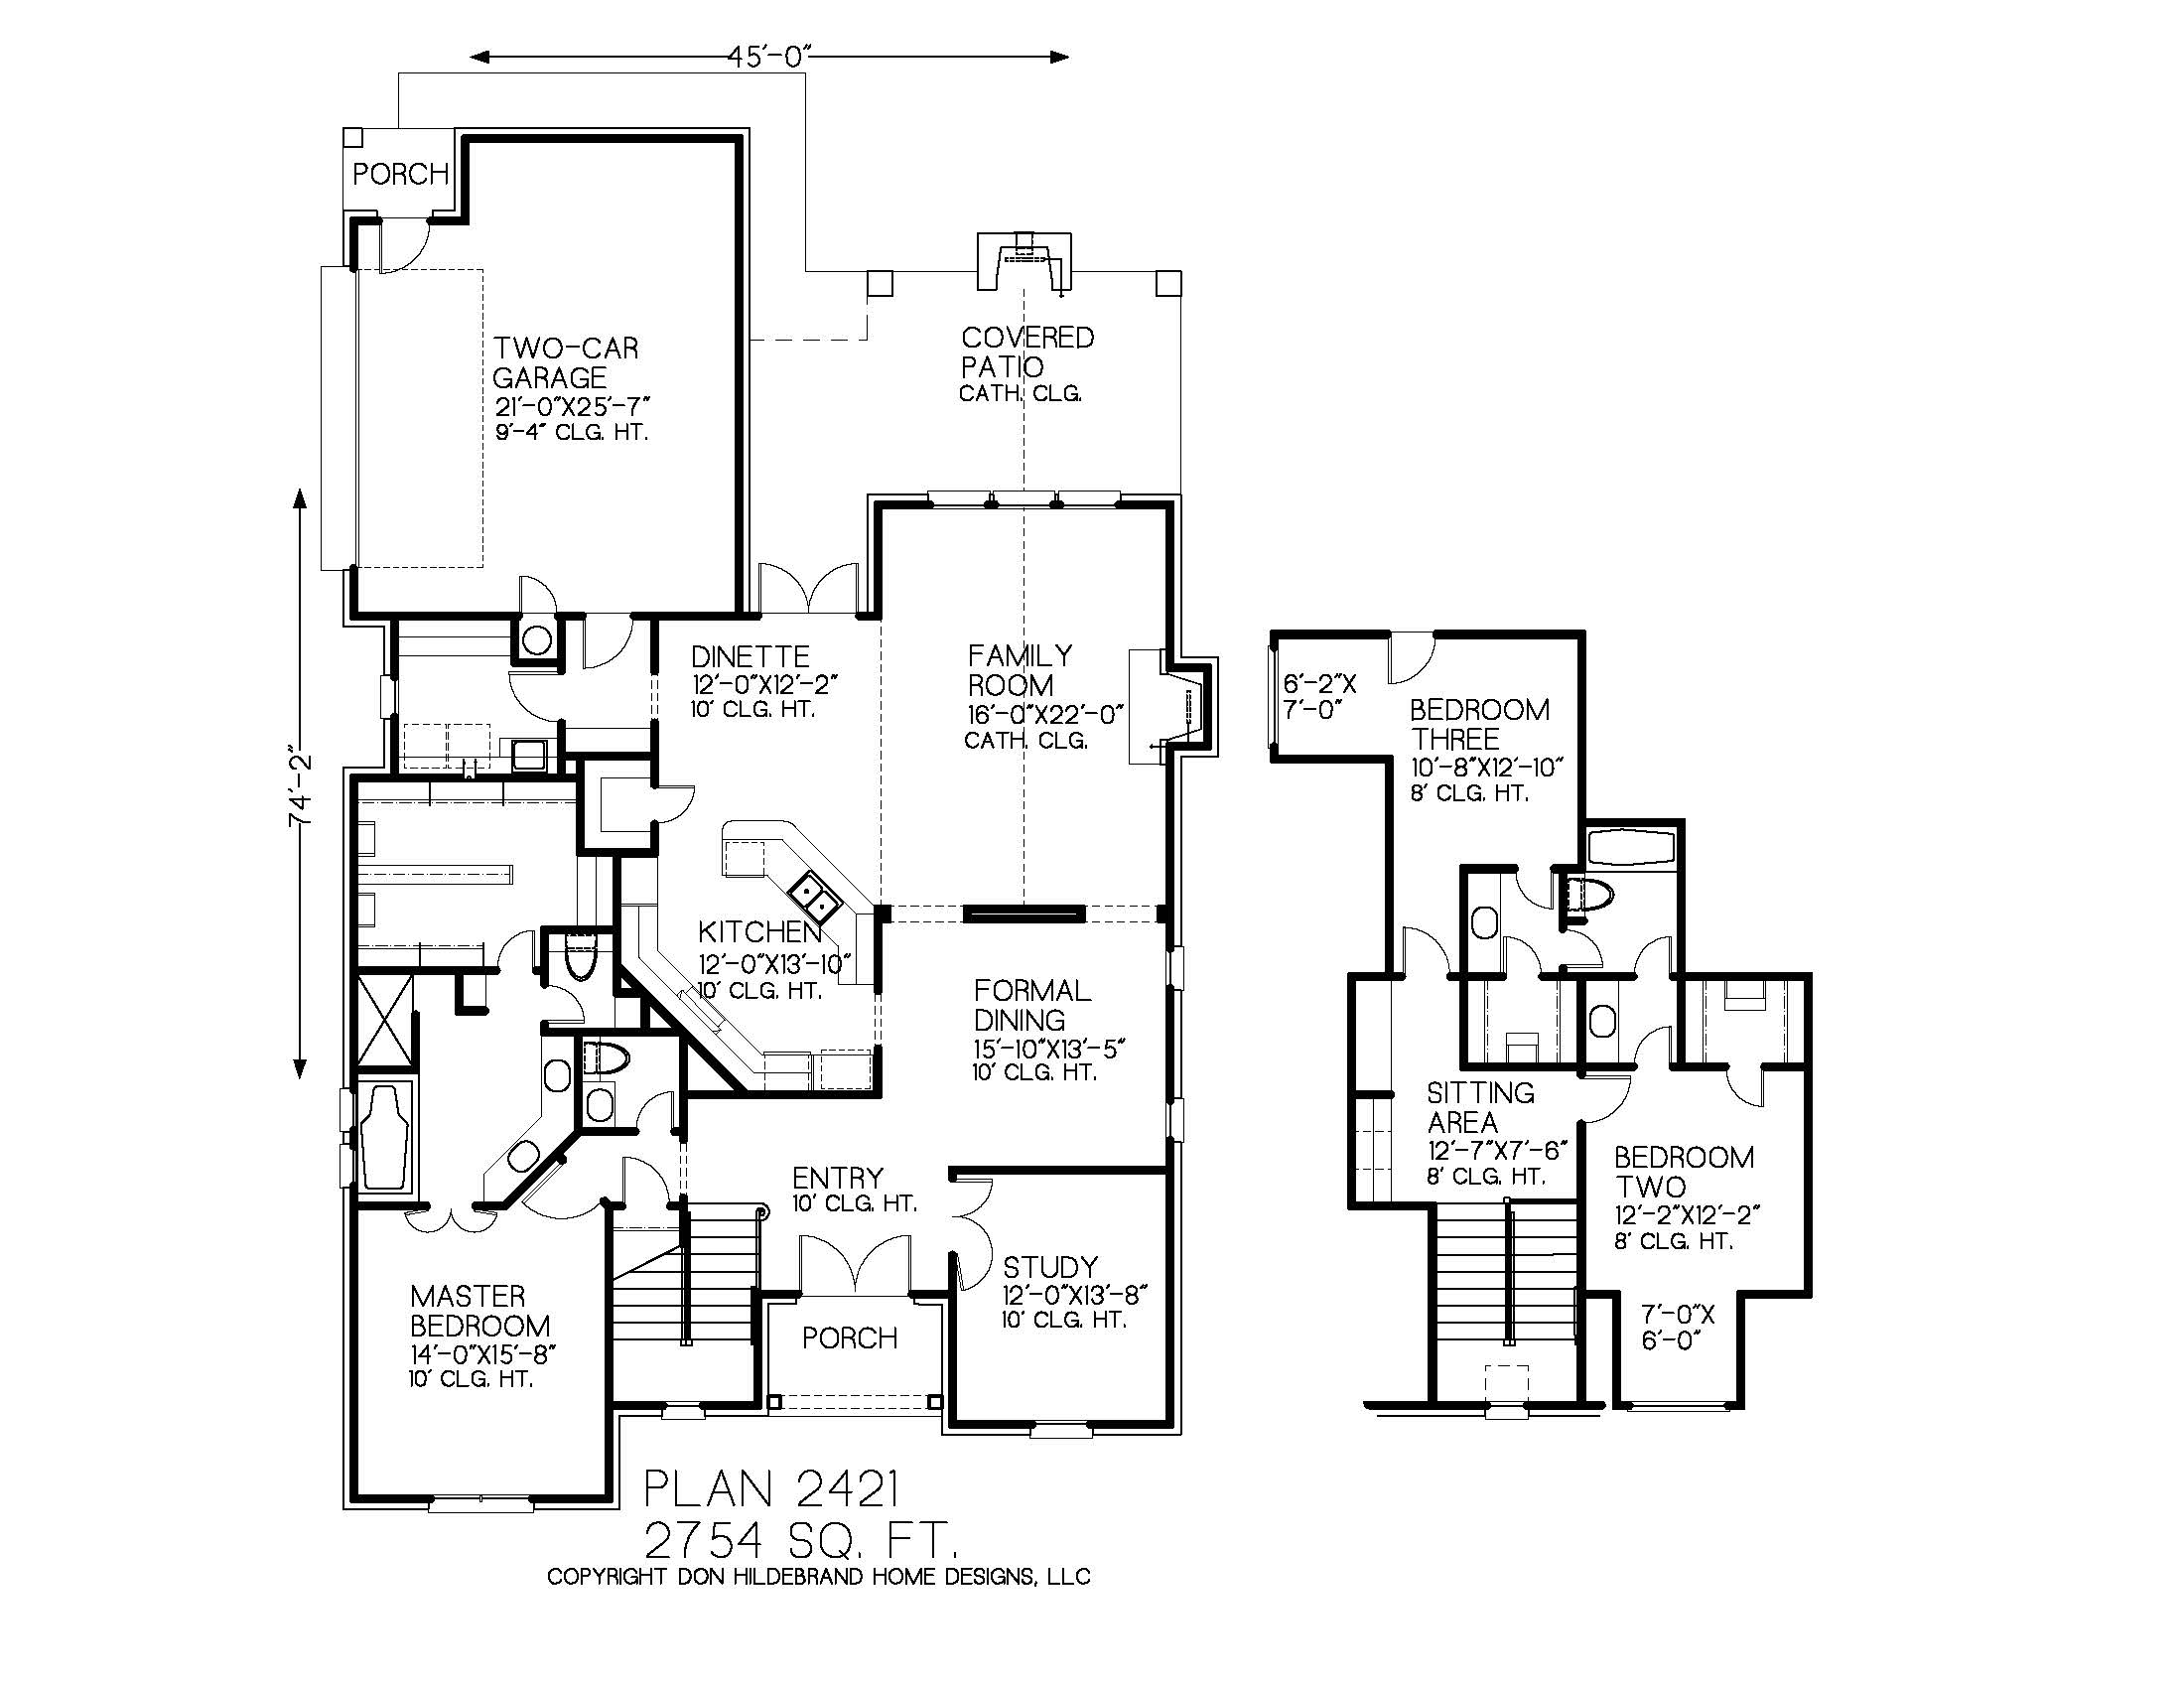 45'-0"
PORCH
TWO-CAR
GARAGE
21'-0"X25'-7"
9'-4" CLG. HT.
COVERED
PATIO
CATH. CLG.
74'-2"
DINETTE
12'-0"X12'-2"
10' CLG. HT.
FAMILY
ROOM
16'-0"X22'-0"
CATH. CLG.
KITCHEN
12'-0"X13'-10"
10' CLG. HT.
FORMAL
DINING
15'-10"X13'-5"
10' CLG. HT.
ENTRY
10' CLG. HT.
STUDY
12'-0"X13'-8"
10' CLG. HT.
MASTER
BEDROOM
14'-0"X15'-8"
10' CLG. HT.
PORCH
6'-2"X
7'-0"
BEDROOM
THREE
10'-8"X12'-10"
8' CLG. HT.
SITTING
AREA
12'-7"X7'-6"
8' CLG. HT.
BEDROOM
TWO
12'-2"X12'-2"
8' CLG. HT.
7'-0"X
6'-0"
PLAN 2421
2754 SQ. FT.
COPYRIGHT DON HILDEBRAND HOME DESIGNS, LLC